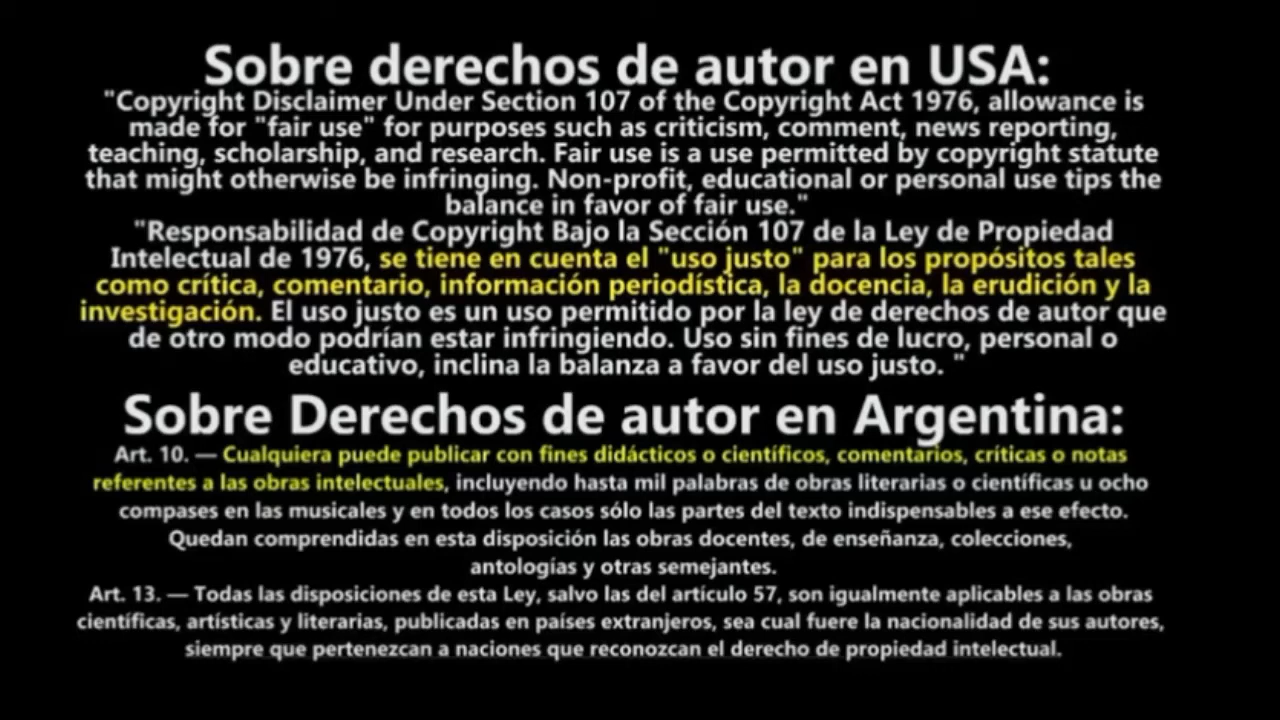 Sobre derechos de autor en USA:
"Copyright Disclaimer Under Section 107 of the Copyright Act 1976, allowance is
made for "fair use" for purposes such as criticism, comment, news reporting,
teaching, scholarship, and research. Fair use is a use permitted by copyright statute
that might otherwise be infringing. Non-profit, educational or personal use tips the
balance in favor of fair use."
"Responsabilidad de Copyright Bajo la Sección 107 de la Ley de Propiedad
Intelectual de 1976, se tiene en cuenta el "uso justo" para los propósitos tales
como crítica, comentario, información periodística, la docencia, la erudición y la
investigación. El uso justo es un uso permitido por la ley de derechos de autor que
de otro modo podrían estar infringiendo. Uso sin fines de lucro, personal o
educativo, inclina la balanza a favor del uso justo. "
Sobre Derechos de autor en Argentina:
Art. 10. — Cualquiera puede publicar con fines didácticos o científicos, comentarios, críticas o notas
referentes a las obras intelectuales, incluyendo hasta mil palabras de obras literarias o científicas u ocho
compases en las musicales y en todos los casos sólo las partes del texto indispensables a ese efecto.
Quedan comprendidas en esta disposición las obras docentes, de enseñanza, colecciones,
antologías y otras semejantes.
Art. 13. — Todas las disposiciones de esta Ley, salvo las del artículo 57, son igualmente aplicables a las obras
científicas, artísticas y literarias, publicadas en países extranjeros, sea cual fuere la nacionalidad de sus autores,
siempre que pertenezcan a naciones que reconozcan el derecho de propiedad intelectual.